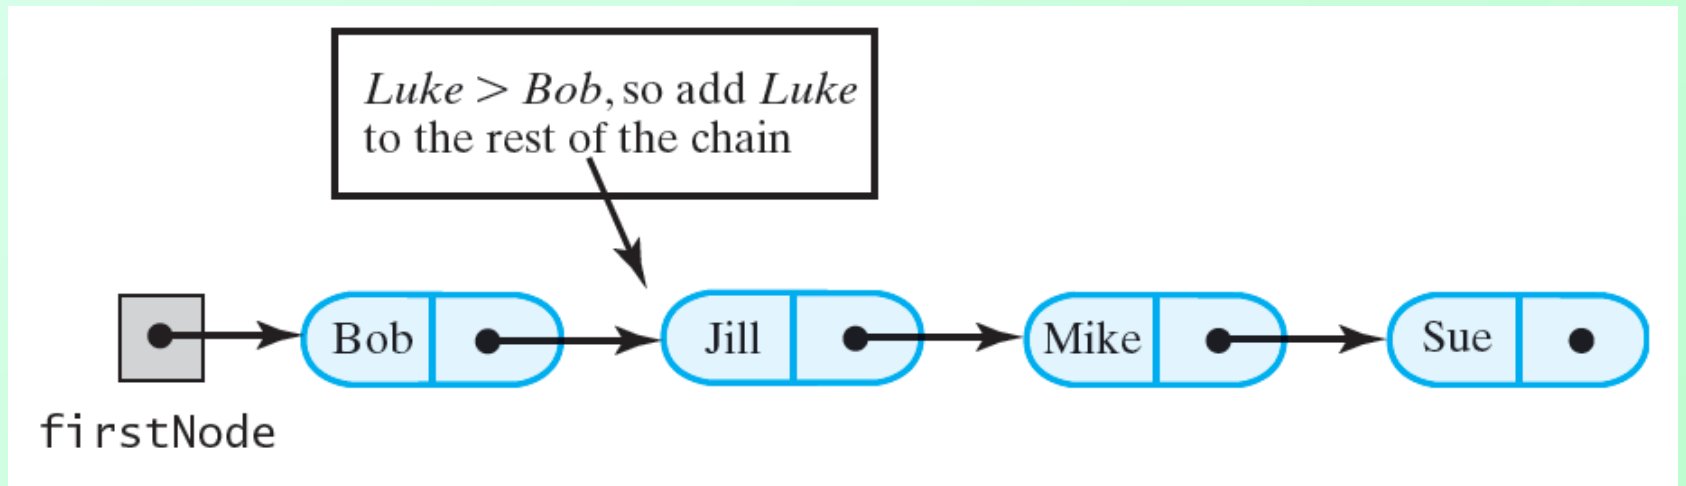 Luke > Bob, so add Luke
to the rest of the chain
Bob
Jill
Mike
Sue
firstNode